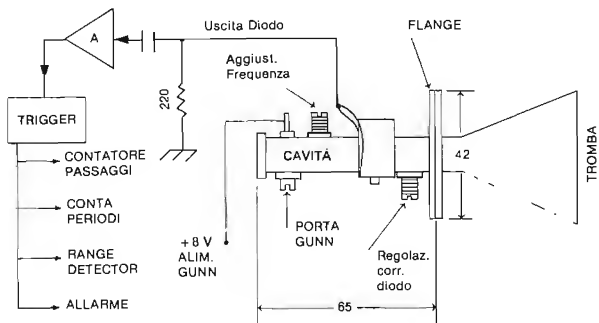 Uscita Diodo
FLANGE
A
Aggiust.
Frequenza
220
TRIGGER
CAVITÁ
42
TROMBA
CONTATORE
PASSAGGI
CONTA
PERIODI
+8 V
ALIM.
GUNN
PORTA
GUNN
Regolaz.
corr.
diodo
RANGE
DETECTOR
65
ALLARME